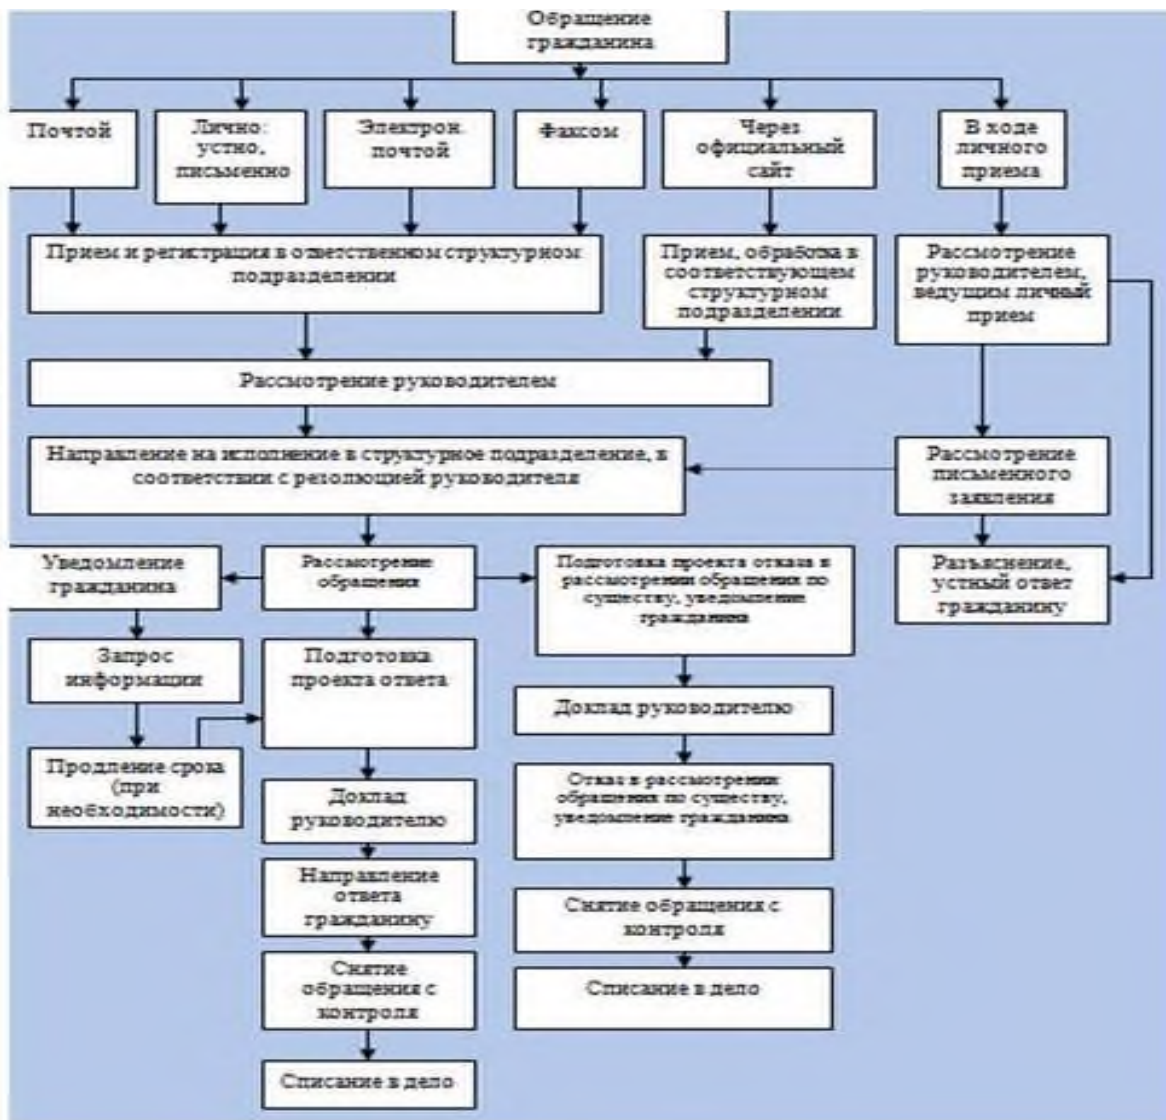 Обращение
гражданина
Почтой
Лично:
устно,
письменно
Электрон.
почтой
Факсом
Через
официальный
сайт
В ходе
личного
приема
Прием и регистрация в ответственном структурном
подразделении
Прием, обработка в
соответствующем
структурном
подразделении
Рассмотрение
руководителем,
ведущим личный
прием
Рассмотрение руководителем
Направление на исполнение в структурное подразделение, в
соответствии с резолюцией руководителя
Рассмотрение
письменного
заявления
Уведомление
гражданина
Рассмотрение
обращения
Подготовка проекта отказа в
рассмотрении обращения по
существу, уведомление
гражданина
Разъяснение,
устный ответ
гражданину
Запрос
информации
Подготовка
проекта ответа
Доклад руководителю
Продление срока
(при
необходимости)
Доклад
руководителю
Отказ в рассмотрении
обращения по существу,
уведомление гражданина
Направление
ответа
гражданину
Снятие обращения с
контроля
Снятие
обращения с
контроля
Списание в дело
Списание в дело